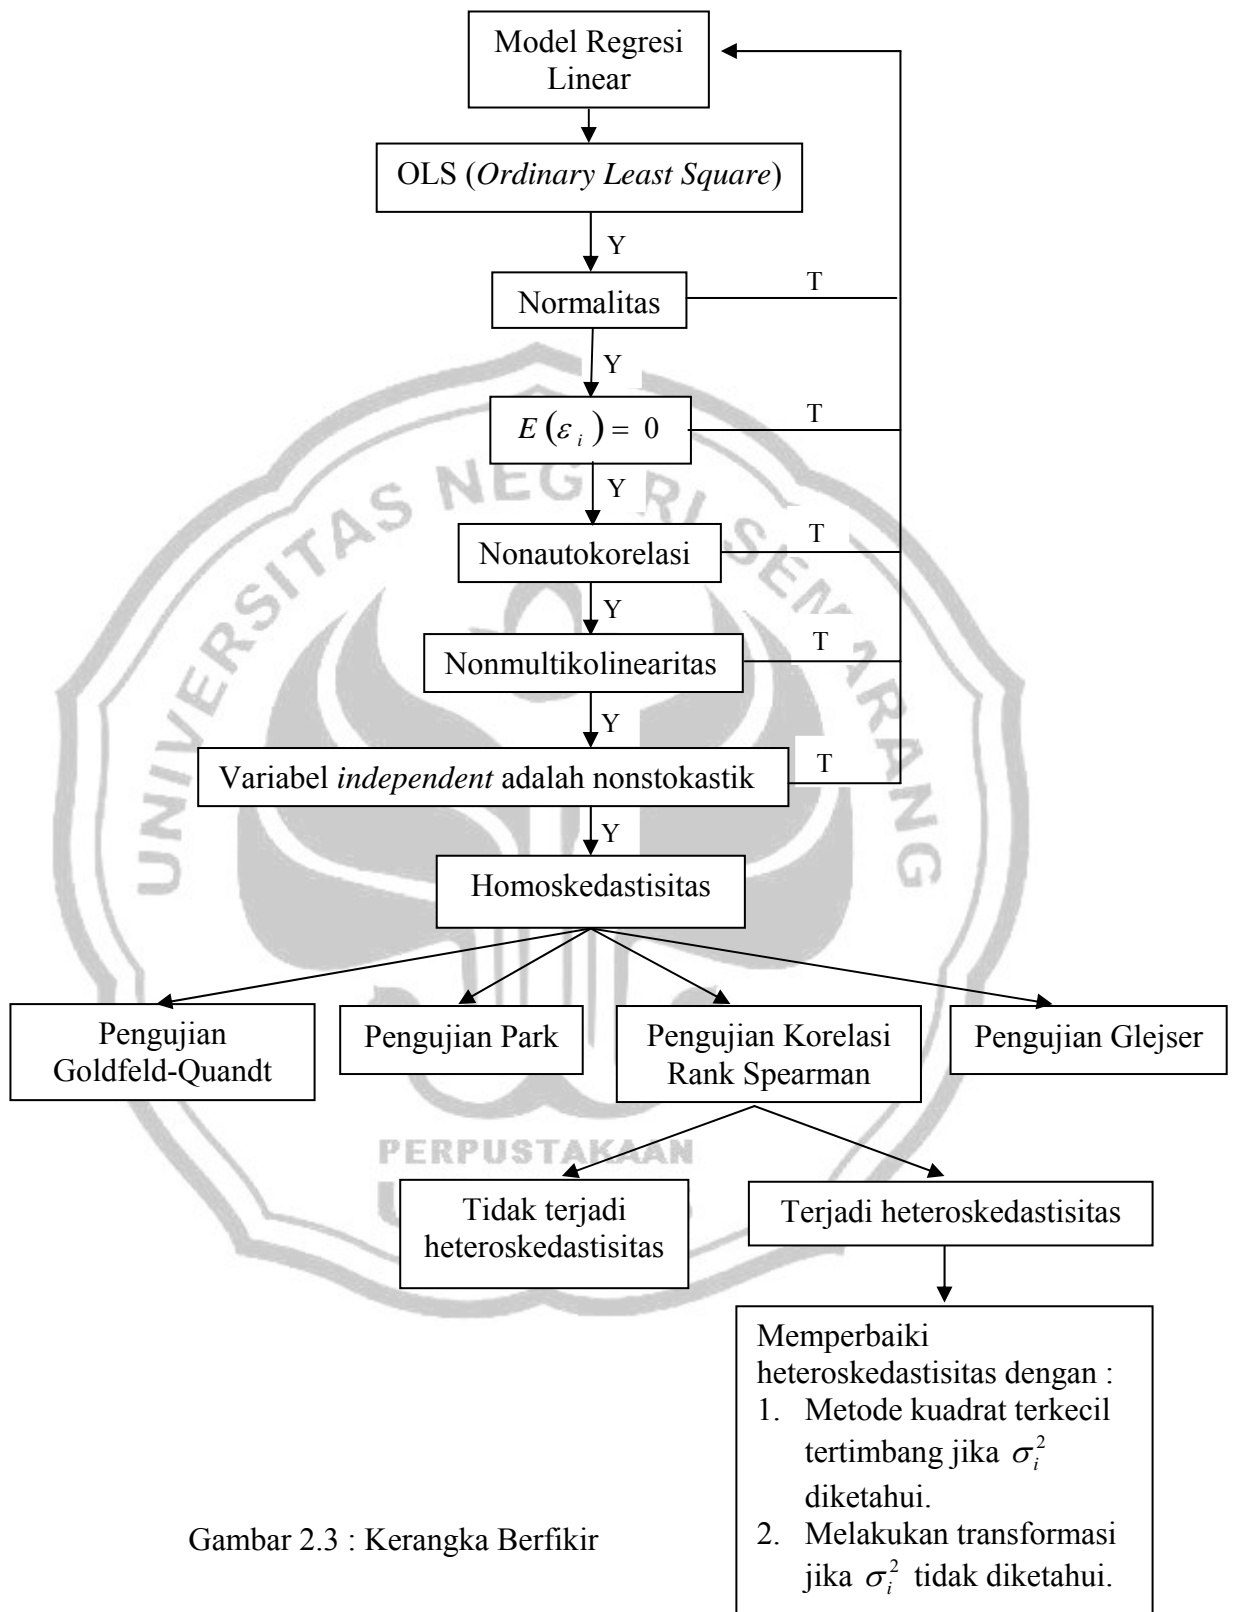 Model Regresi
Linear
OLS (Ordinary Least Square)
Y
Normalitas
T
Y
E(εᵢ) = 0
T
Y
Nonautokorelasi
T
Y
Nonmultikolinearitas
T
Y
Variabel independent adalah nonstokastik
T
Y
Homoskedastisitas
Pengujian
Goldfeld-Quandt
Pengujian Park
Pengujian Korelasi
Rank Spearman
Pengujian Glejser
Tidak terjadi
heteroskedastisitas
Terjadi heteroskedastisitas
Memperbaiki
heteroskedastisitas dengan :
1. Metode kuadrat terkecil
tertimbang jika σᵢ²
diketahui.
2. Melakukan transformasi
jika σᵢ² tidak diketahui.
Gambar 2.3 : Kerangka Berfikir
UNIVERSITAS NEGERI SEMARANG
PERPUSTAKAAN